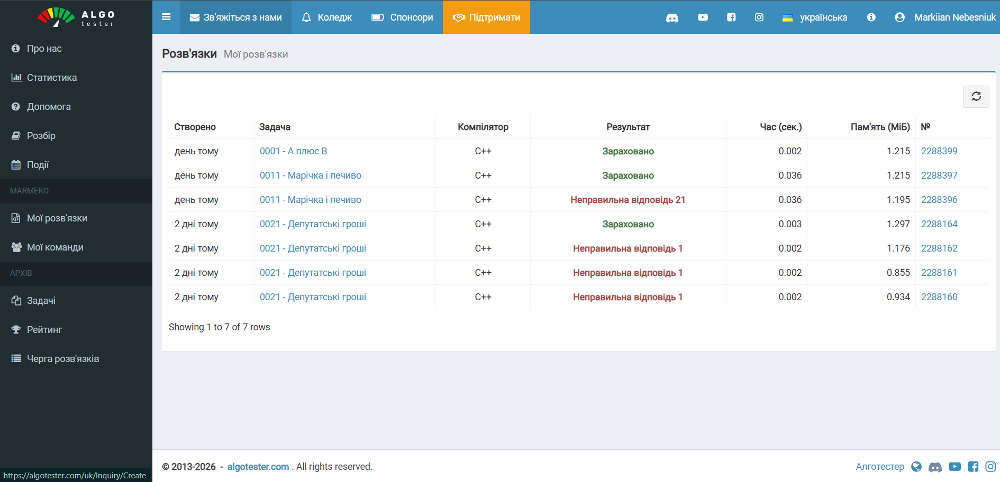 ALGO
tester
Зв'яжіться з нами
Коледж
Спонсори
Підтримати
українська
Markiian Nebesniuk
Про нас
Статистика
Допомога
Розбір
Події
MARMEKO
Мої розв'язки
Мої команди
АРХІВ
Задачі
Рейтинг
Черга розв'язків
Розв'язки Мої розв'язки
Створено Задача Компілятор Результат Час (сек.) Пам'ять (МіБ) №
день тому 0001 - А плюс В C++ Зараховано 0.002 1.215 2288399
день тому 0011 - Марічка і печиво C++ Зараховано 0.036 1.215 2288397
день тому 0011 - Марічка і печиво C++ Неправильна відповідь 21 0.036 1.195 2288396
2 дні тому 0021 - Депутатські гроші C++ Зараховано 0.003 1.297 2288164
2 дні тому 0021 - Депутатські гроші C++ Неправильна відповідь 1 0.002 1.176 2288162
2 дні тому 0021 - Депутатські гроші C++ Неправильна відповідь 1 0.002 0.855 2288161
2 дні тому 0021 - Депутатські гроші C++ Неправильна відповідь 1 0.002 0.934 2288160
Showing 1 to 7 of 7 rows
© 2013-2026 - algotester.com . All rights reserved.
Алготестер
https://algotester.com/uk/Inquiry/Create